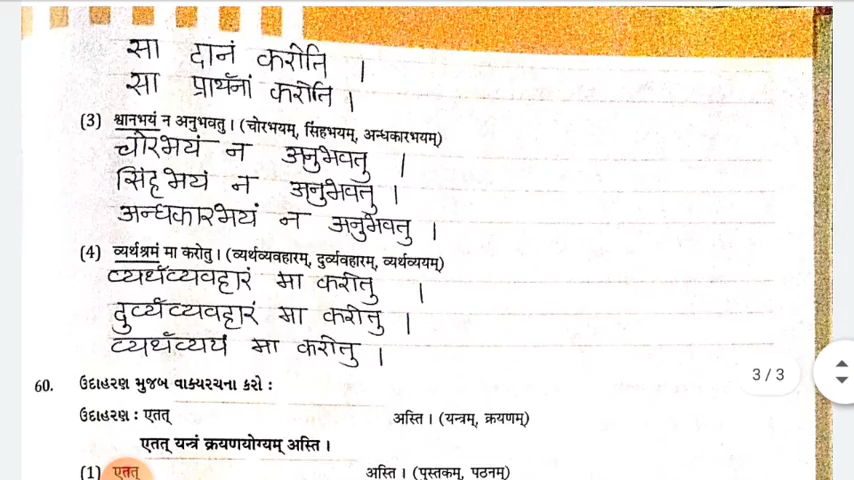 सा दानं करोति ।
सा प्रार्थनां करोति ।
(3) श्वानभयं न अनुभवतु । (चोरभयम्, सिंहभयम्, अन्धकारभयम्)
चोरभयं न अनुभवतु ।
सिंहभयं न अनुभवतु ।
अन्धकारभयं न अनुभवतु ।
(4) व्यर्थश्रमं मा करोतु । (व्यर्थव्यवहारम्, दुर्व्यवहारम्, व्यर्थव्ययम्)
व्यर्थव्यवहारं मा करोतु ।
दुर्व्यव्यवहारं मा करोतु ।
व्यर्थव्ययं मा करोतु ।
60. ઉદાહરણ મુજબ વાક્યરચના કરો :
ઉદાહરણ : एतत् अस्ति । (यन्त्रम्, क्रयणम्)
एतत् यन्त्रं क्रयणयोग्यम् अस्ति ।
(1) एतत् अस्ति । (पुस्तकम्, पठनम्)
3 / 3